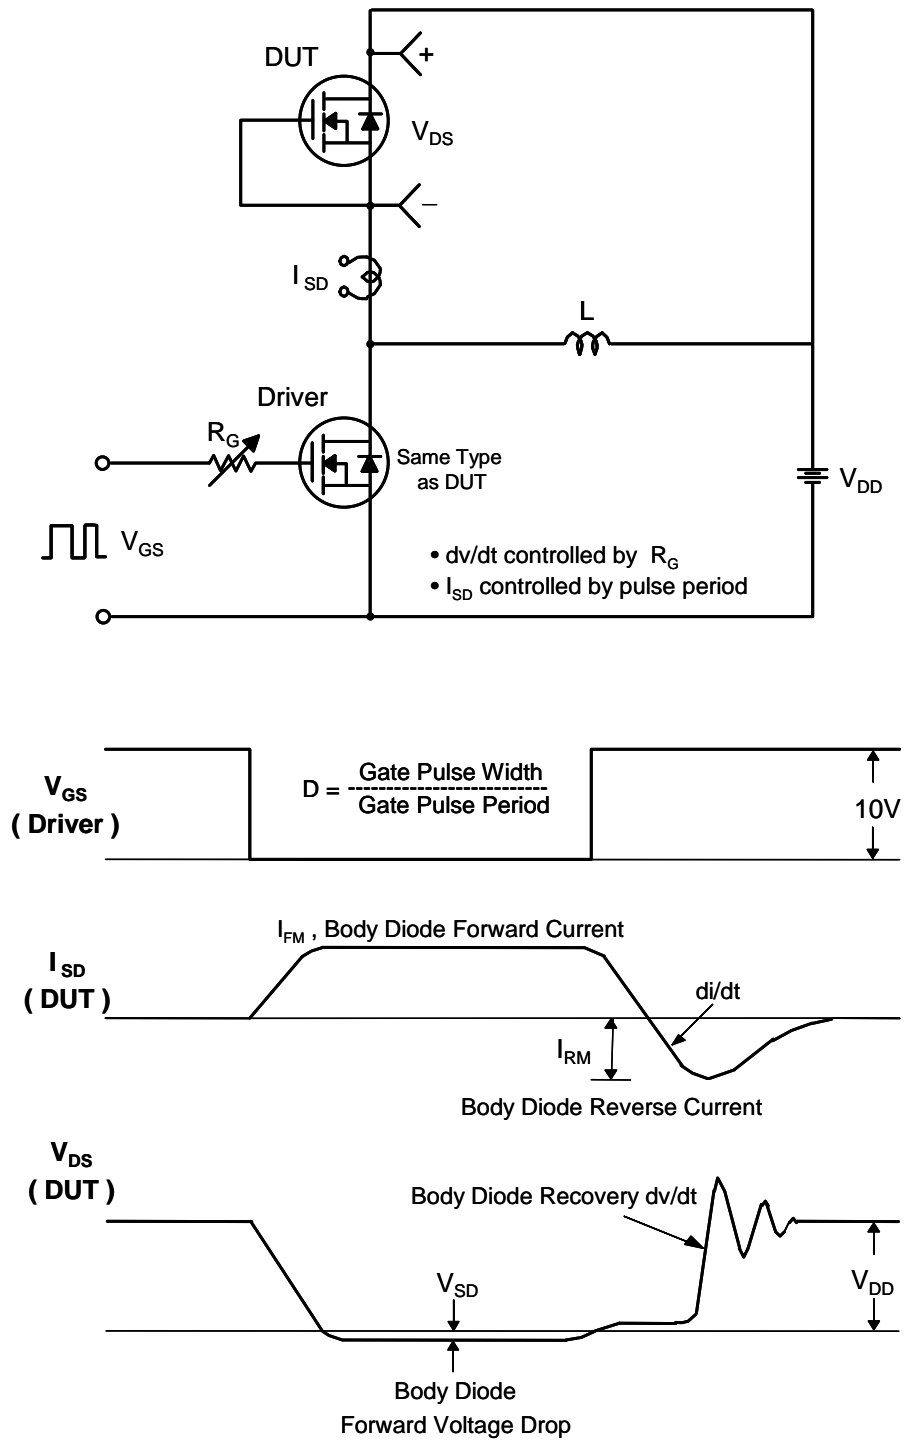 DUT
+
V_DS
−
I_SD
L
Driver
R_G
Same Type
as DUT
V_DD
V_GS
• dv/dt controlled by R_G
• I_SD controlled by pulse period
V_GS
( Driver )
D = Gate Pulse Width
Gate Pulse Period
10V
I_FM , Body Diode Forward Current
I_SD
( DUT )
di/dt
I_RM
Body Diode Reverse Current
V_DS
( DUT )
Body Diode Recovery dv/dt
V_SD
V_DD
Body Diode
Forward Voltage Drop